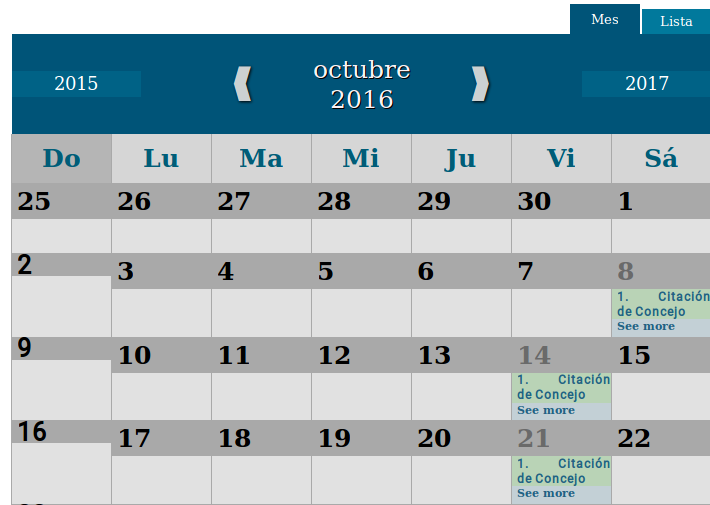 Mes Lista
2015 octubre 2017
2016
Do Lu Ma Mi Ju Vi Sá
25 26 27 28 29 30 1
2 3 4 5 6 7 8
1. Citación
de Concejo
See more
9 10 11 12 13 14 15
1. Citación
de Concejo
See more
16 17 18 19 20 21 22
1. Citación
de Concejo
See more